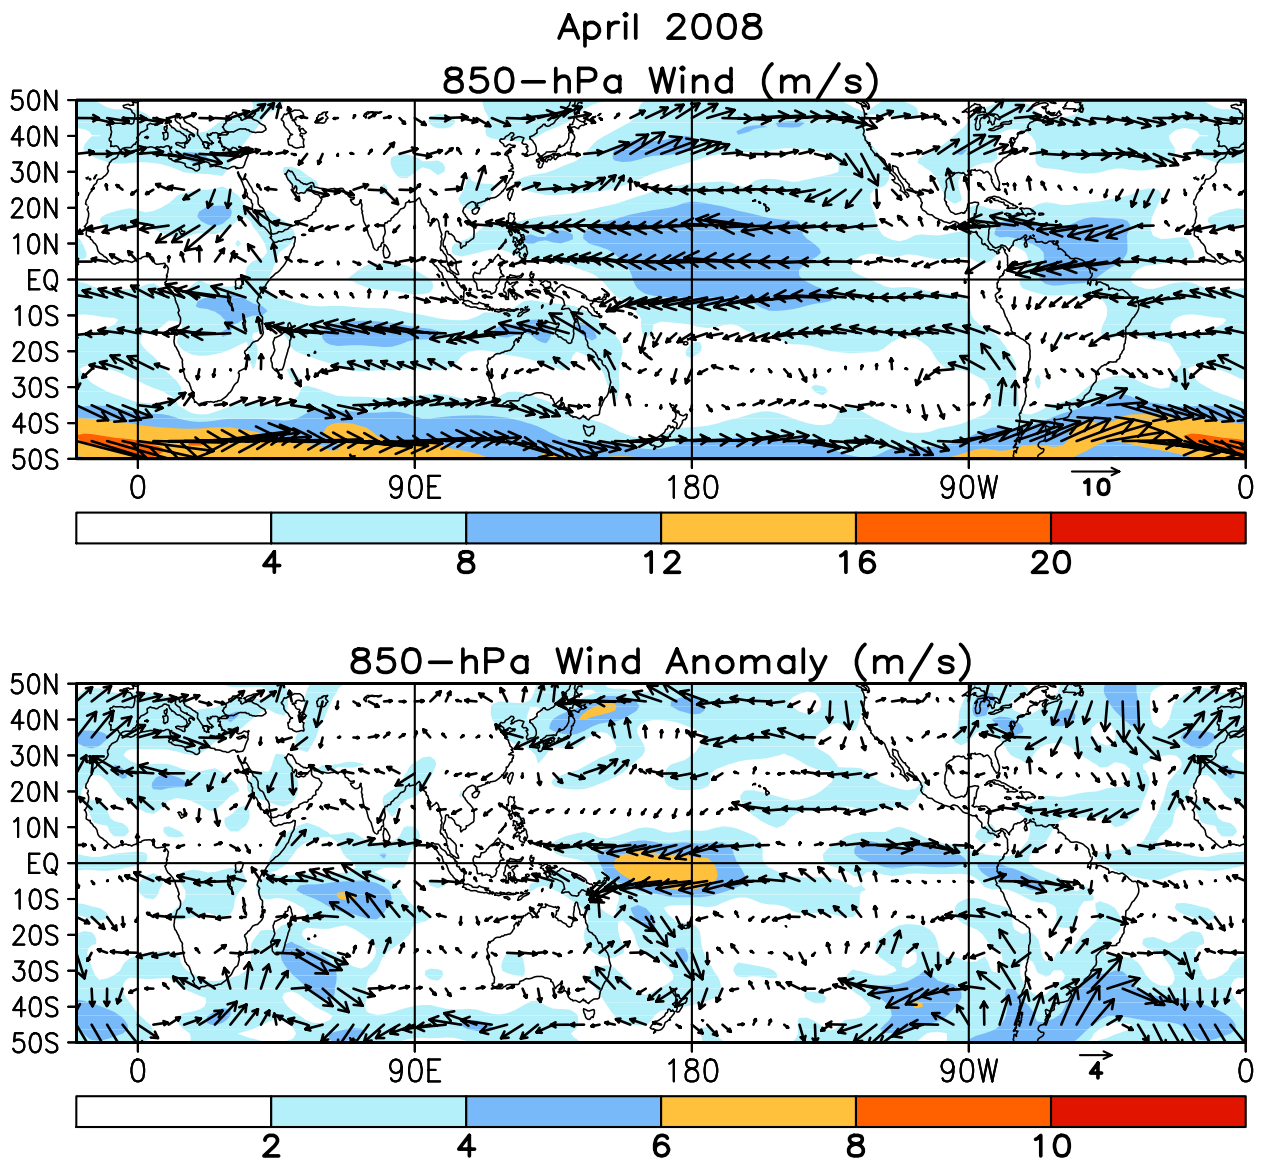 April 2008
850-hPa Wind (m/s)
50N
40N
30N
20N
10N
EQ
10S
20S
30S
40S
50S
0 90E 180 90W 0
10
4 8 12 16 20
850-hPa Wind Anomaly (m/s)
50N
40N
30N
20N
10N
EQ
10S
20S
30S
40S
50S
0 90E 180 90W 0
4
2 4 6 8 10